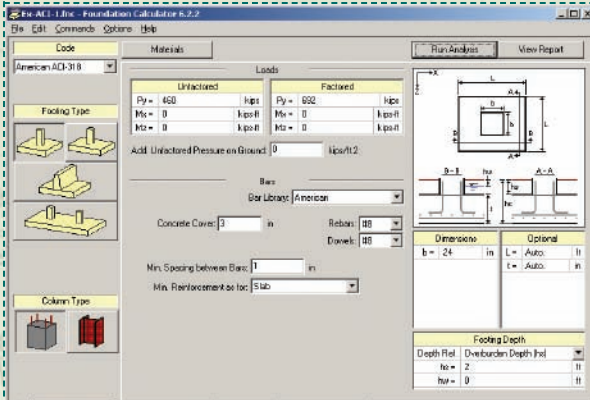 Ex-ACI-1.fnc - Foundation Calculator 6.2.2
File Edit Commands Options Help
Code
American ACI-318
Footing Type
Column Type
Materials
Run Analysis
View Report
Loads
Unfactored
Factored
Py = 460 kips
Py = 692 kips
Mx = 0 kips-ft
Mx = 0 kips-ft
Mz = 0 kips-ft
Mz = 0 kips-ft
Add. Unfactored Pressure on Ground: 0 kips/ft2
Bars
Bar Library: American
Concrete Cover: 3 in
Rebars: #8
Dowels: #8
Min. Spacing between Bars: 1 in
Min. Reinforcement as for: Slab
X
L
A
b
h
L
B
B
A
B - B
A - A
hw
hs
hs
t
Dimensions
Optional
b = 24 in
L = Auto. ft
t = Auto. in
Footing Depth
Depth Ref. Overburden Depth (hs)
hs = 2 ft
hw = 0 ft